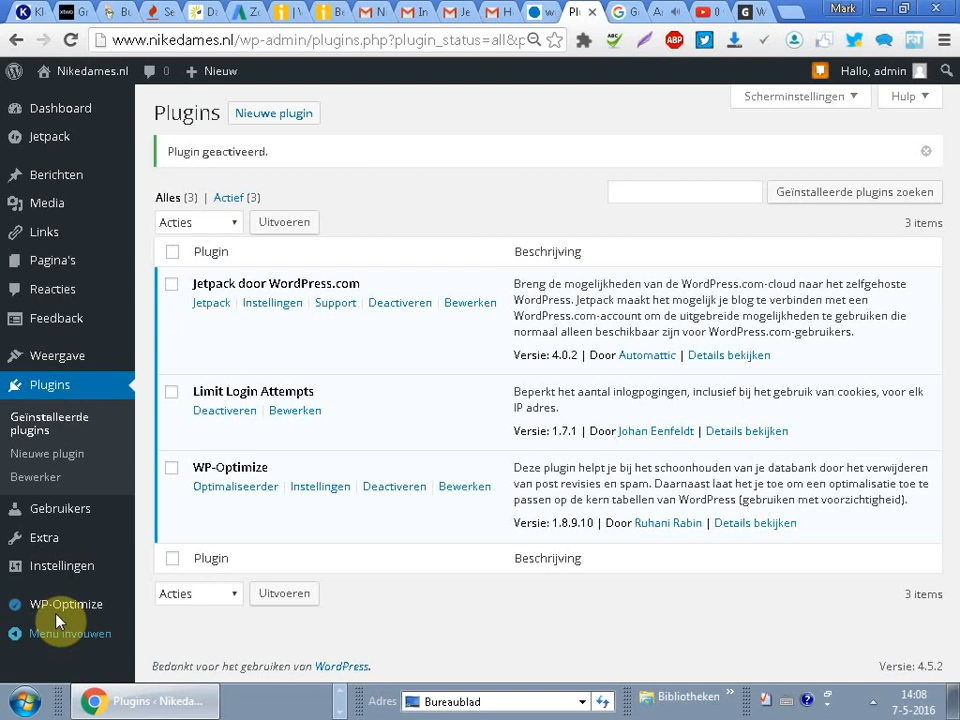 Mark
www.nikedames.nl/wp-admin/plugins.php?plugin_status=all&p
ABP
Nikedames.nl
0
Nieuw
Hallo, admin
Dashboard
Jetpack
Berichten
Media
Links
Pagina's
Reacties
Feedback
Weergave
Plugins
Geïnstalleerde plugins
Nieuwe plugin
Bewerker
Gebruikers
Extra
Instellingen
WP-Optimize
Menu invouwen
Plugins
Nieuwe plugin
Scherminstellingen
Hulp
Plugin geactiveerd.
Alles (3) | Actief (3)
Geïnstalleerde plugins zoeken
Acties
Uitvoeren
3 items
Plugin
Beschrijving
Jetpack door WordPress.com
Jetpack | Instellingen | Support | Deactiveren | Bewerken
Breng de mogelijkheden van de WordPress.com-cloud naar het zelfgehoste
WordPress. Jetpack maakt het mogelijk je blog te verbinden met een
WordPress.com-account om de uitgebreide mogelijkheden te gebruiken die
normaal alleen beschikbaar zijn voor WordPress.com-gebruikers.
Versie: 4.0.2 | Door Automattic | Details bekijken
Limit Login Attempts
Deactiveren | Bewerken
Beperkt het aantal inlogpogingen, inclusief bij het gebruik van cookies, voor elk
IP adres.
Versie: 1.7.1 | Door Johan Eenfeldt | Details bekijken
WP-Optimize
Optimaliseerder | Instellingen | Deactiveren | Bewerken
Deze plugin helpt je bij het schoonhouden van je databank door het verwijderen
van post revisies en spam. Daarnaast laat het je toe om een optimalisatie toe te
passen op de kern tabellen van WordPress (gebruiken met voorzichtigheid).
Versie: 1.8.9.10 | Door Ruhani Rabin | Details bekijken
Plugin
Beschrijving
Acties
Uitvoeren
3 items
Bedankt voor het gebruiken van WordPress.
Versie: 4.5.2
Plugins ‹ Nikeda...
Adres
Bureaublad
Bibliotheken
14:08
7-5-2016